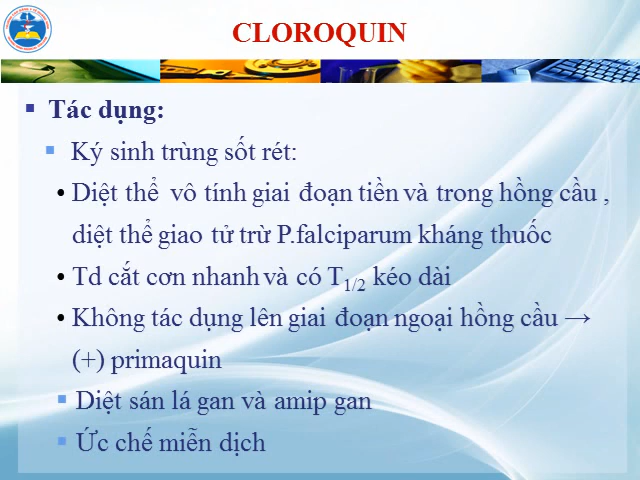 CLOROQUIN
Tác dụng:
Ký sinh trùng sốt rét:
• Diệt thể vô tính giai đoạn tiền và trong hồng cầu ,
diệt thể giao tử trừ P.falciparum kháng thuốc
• Td cắt cơn nhanh và có T1/2 kéo dài
• Không tác dụng lên giai đoạn ngoại hồng cầu →
(+) primaquin
Diệt sán lá gan và amip gan
Ức chế miễn dịch